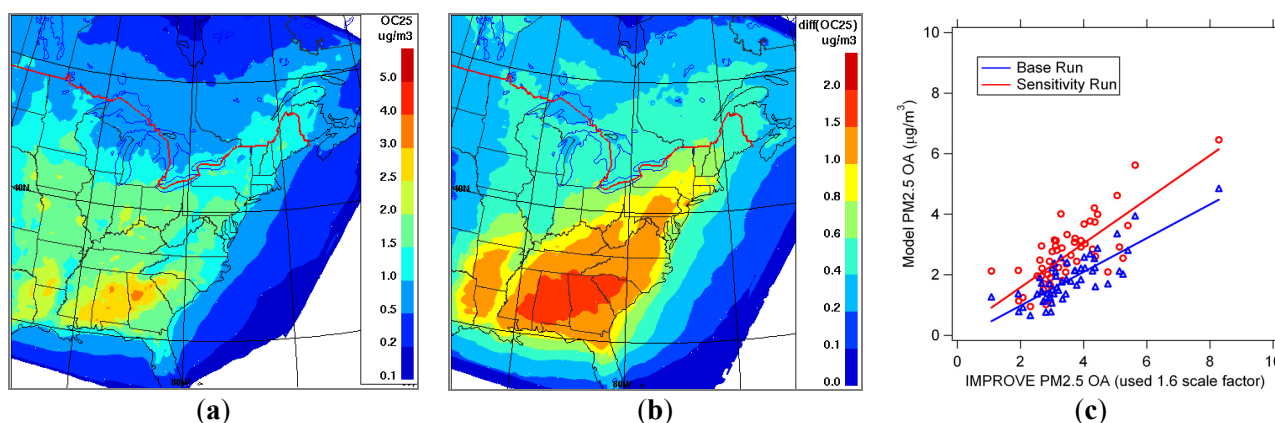 OC25
ug/m3
5.0
4.0
3.0
2.5
2.0
1.5
1.0
0.5
0.2
0.1
40N
80W
(a)
diff(OC25)
ug/m3
2.0
1.5
1.0
0.8
0.6
0.4
0.2
0.1
0.0
40N
80W
(b)
Base Run
Sensitivity Run
Model PM2.5 OA (µg/m³)
10
8
6
4
2
0
0 2 4 6 8 10
IMPROVE PM2.5 OA (used 1.6 scale factor)
(c)